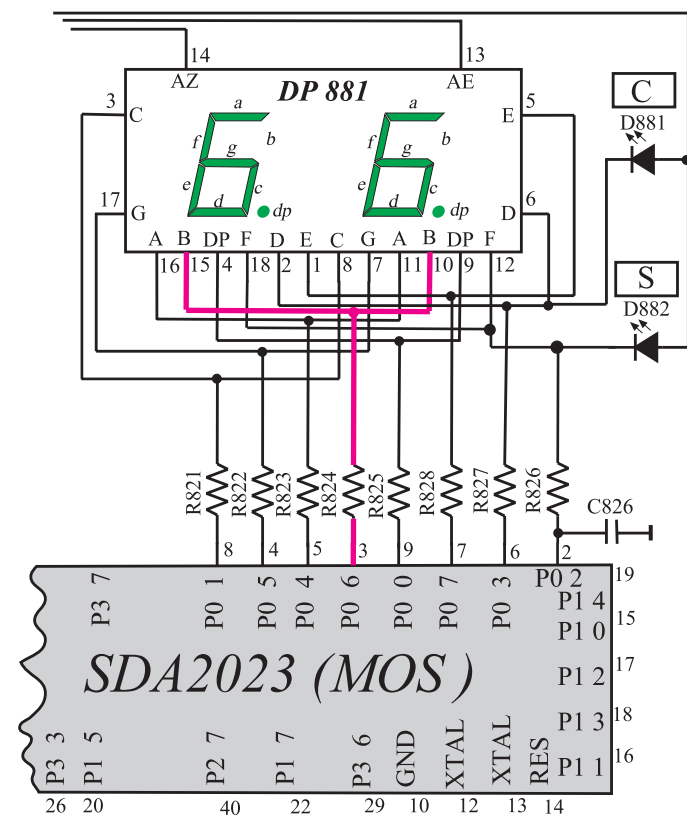 14 13
AZ DP 881 AE
3 C E 5
a a
f b f b
g g
17 G e c e c D 6
d dp d dp
A B DP F D E C G A B DP F
16 15 4 18 2 1 8 7 11 10 9 12
C
D881
S
D882
R821 R822 R823 R824 R825 R828 R827 R826
C826
8 4 5 3 9 7 6 2
P3 7 P0 1 P0 5 P0 4 P0 6 P0 0 P0 7 P0 3 P0 2
19
P1 4
15
P1 0
SDA2023 (MOS )
17
P1 2
18
P1 3
16
P1 1
P3 3 P1 5 P2 7 P1 7 P3 6 GND XTAL XTAL RES
26 20 40 22 29 10 12 13 14